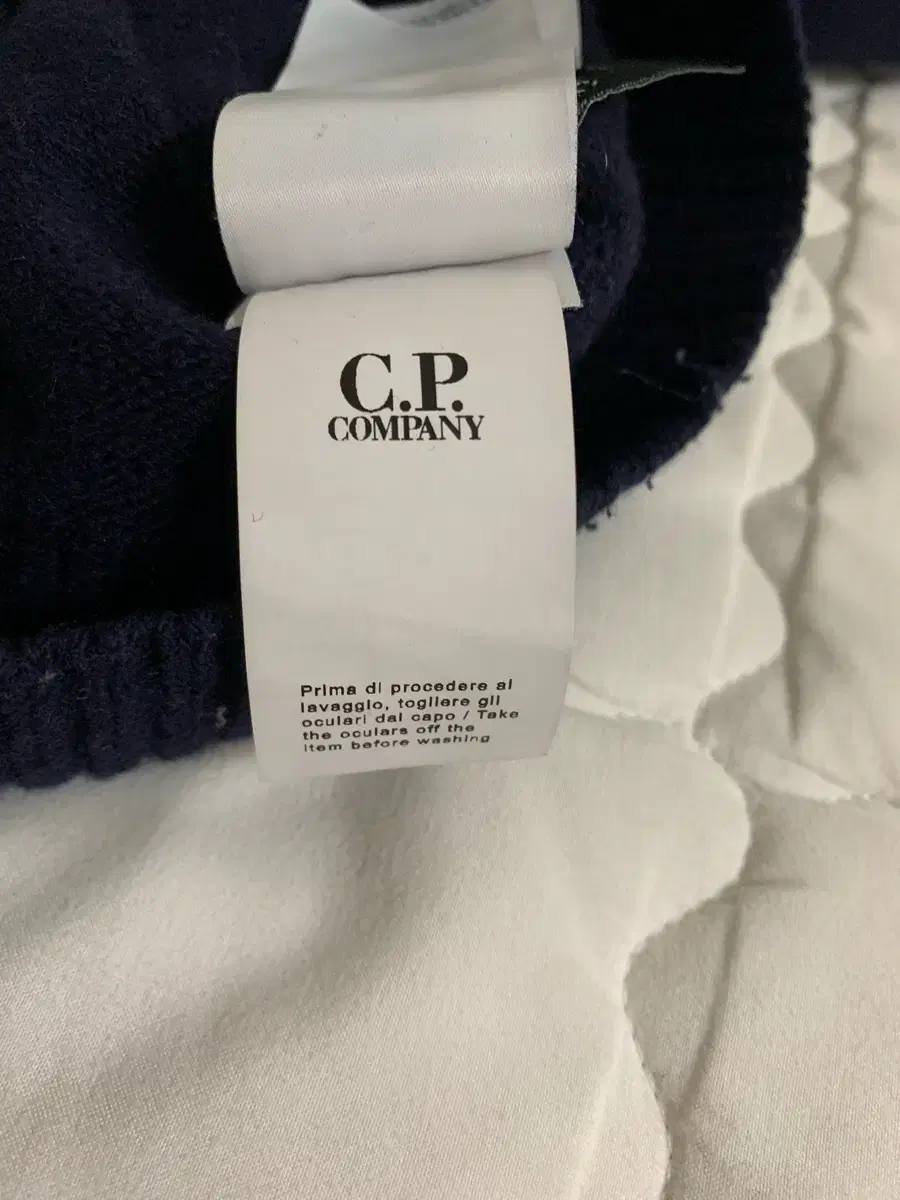 C.P.
COMPANY
Prima di procedere al
lavaggio, togliere gli
oculari dal capo / Take
the oculars off the
item before washing